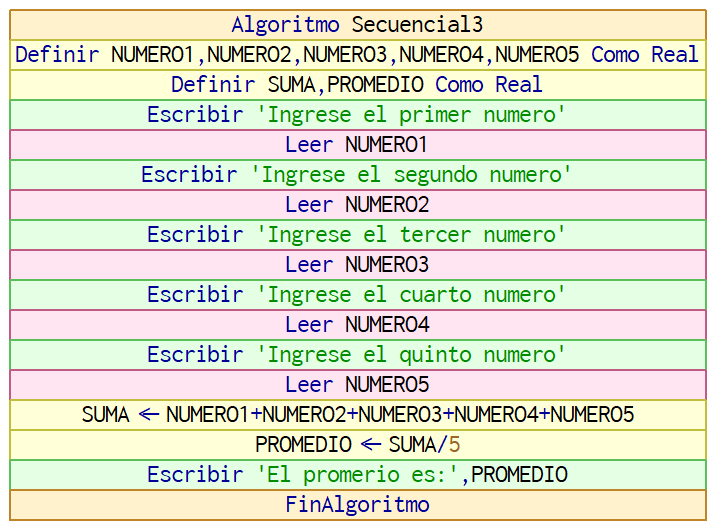 Algoritmo Secuencial3
Definir NUMERO1,NUMERO2,NUMERO3,NUMERO4,NUMERO5 Como Real
Definir SUMA,PROMEDIO Como Real
Escribir 'Ingrese el primer numero'
Leer NUMERO1
Escribir 'Ingrese el segundo numero'
Leer NUMERO2
Escribir 'Ingrese el tercer numero'
Leer NUMERO3
Escribir 'Ingrese el cuarto numero'
Leer NUMERO4
Escribir 'Ingrese el quinto numero'
Leer NUMERO5
SUMA ← NUMERO1+NUMERO2+NUMERO3+NUMERO4+NUMERO5
PROMEDIO ← SUMA/5
Escribir 'El promerio es:',PROMEDIO
FinAlgoritmo